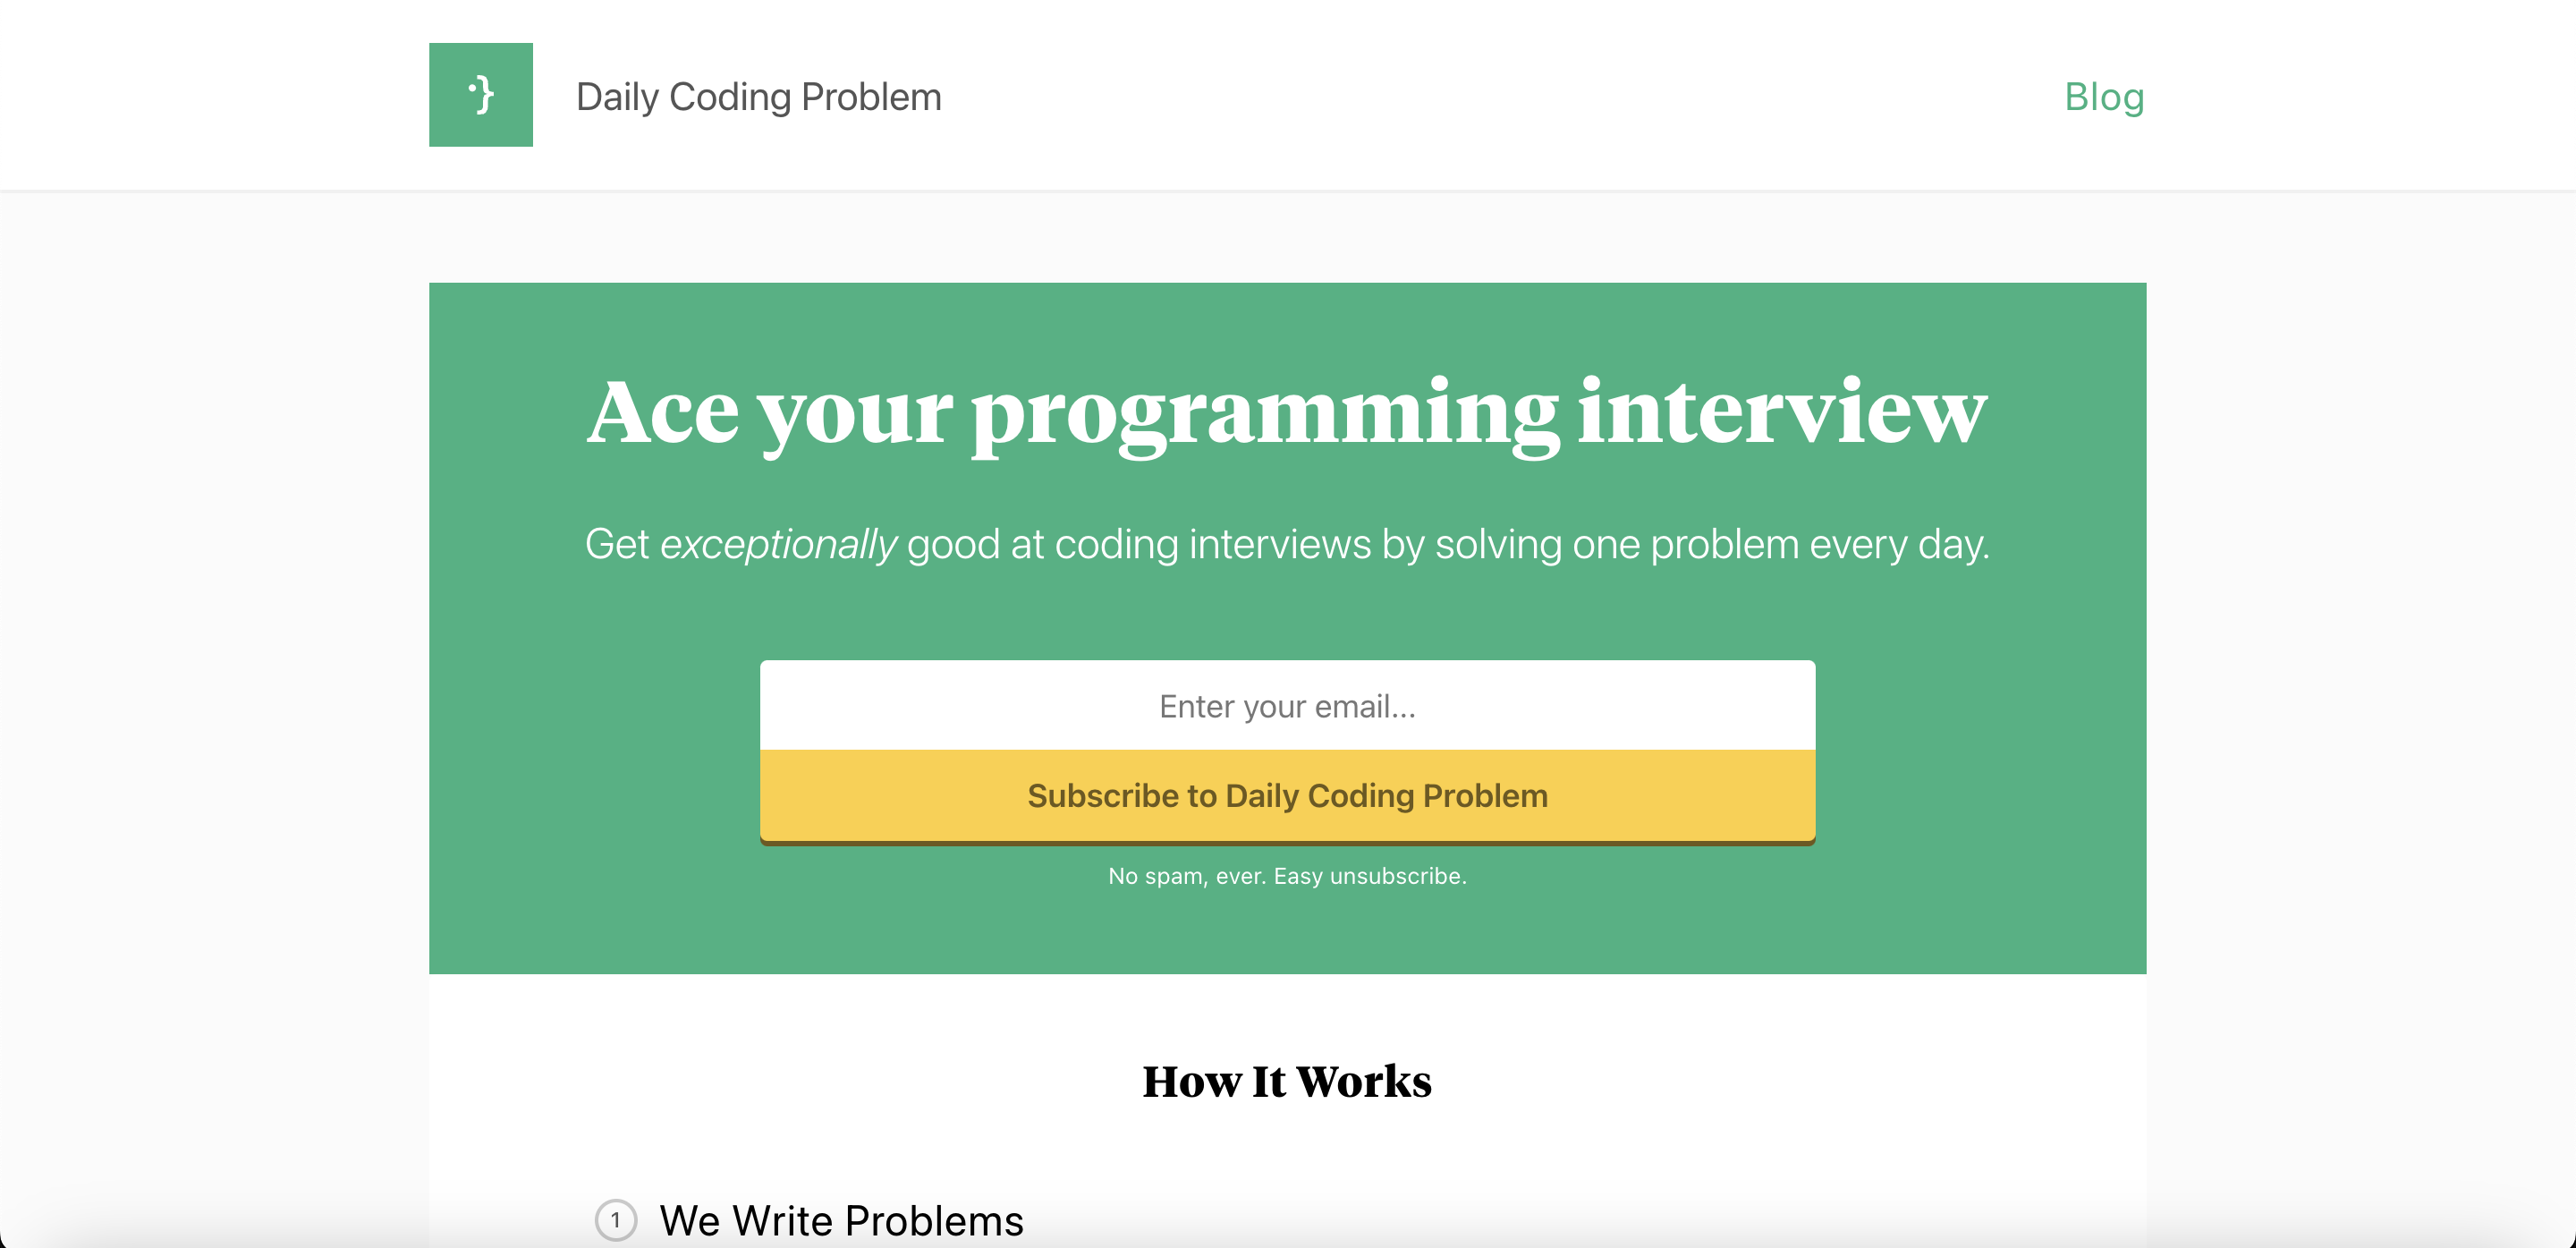 ·}
Daily Coding Problem
Blog
Ace your programming interview
Get exceptionally good at coding interviews by solving one problem every day.
Enter your email...
Subscribe to Daily Coding Problem
No spam, ever. Easy unsubscribe.
How It Works
1 We Write Problems